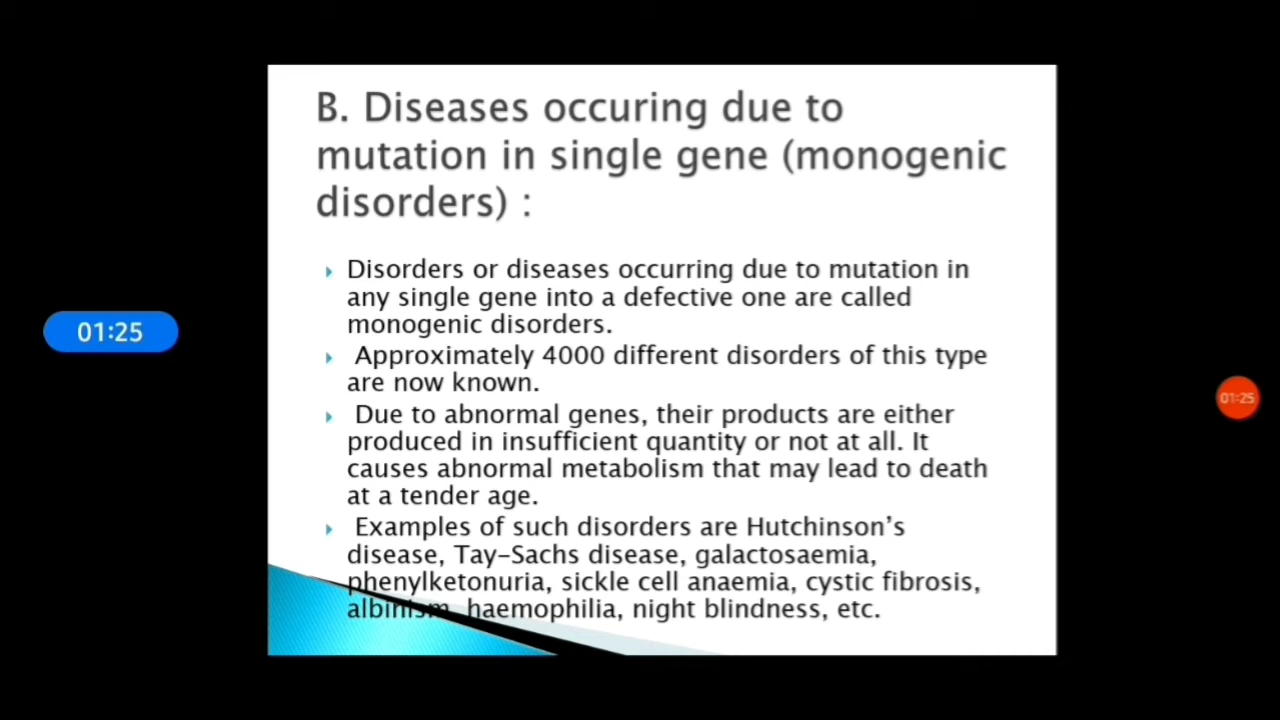 B. Diseases occuring due to
mutation in single gene (monogenic
disorders) :
Disorders or diseases occurring due to mutation in
any single gene into a defective one are called
monogenic disorders.
Approximately 4000 different disorders of this type
are now known.
Due to abnormal genes, their products are either
produced in insufficient quantity or not at all. It
causes abnormal metabolism that may lead to death
at a tender age.
Examples of such disorders are Hutchinson’s
disease, Tay-Sachs disease, galactosaemia,
phenylketonuria, sickle cell anaemia, cystic fibrosis,
albinism, haemophilia, night blindness, etc.
01:25
01:25